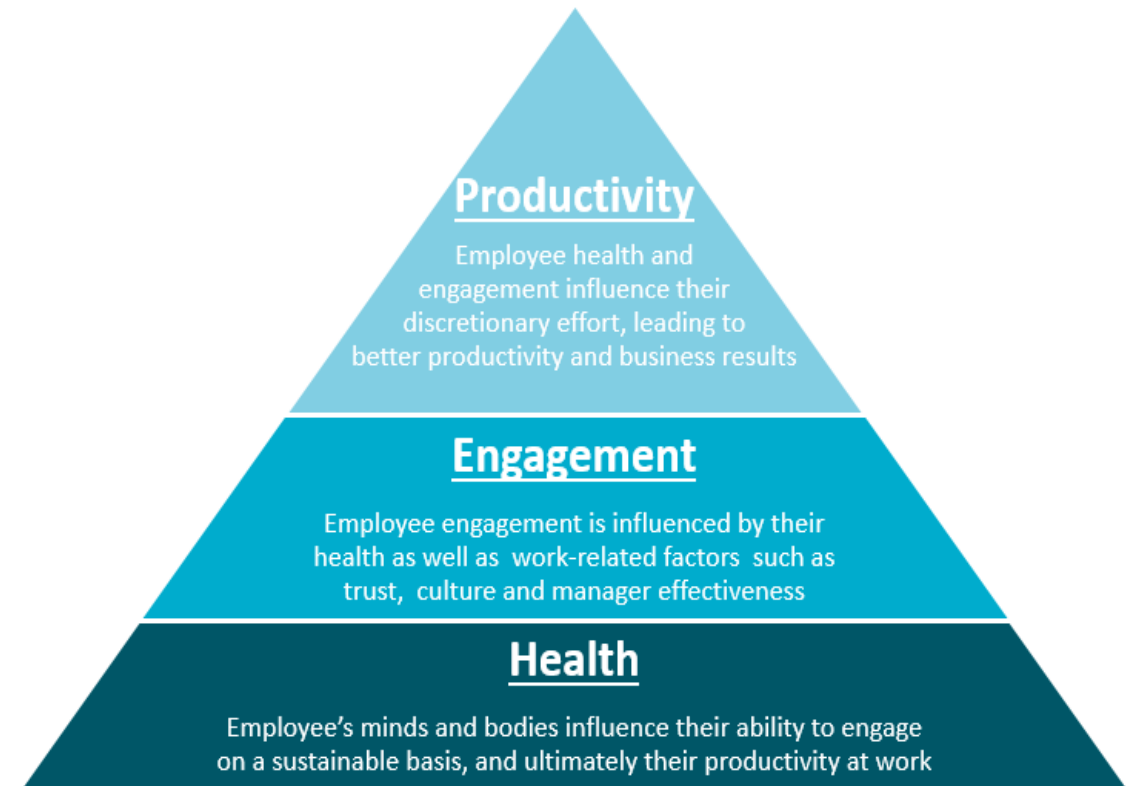 Productivity
Employee health and
engagement influence their
discretionary effort, leading to
better productivity and business results
Engagement
Employee engagement is influenced by their
health as well as  work-related factors  such as
trust,  culture and manager effectiveness
Health
Employee’s minds and bodies influence their ability to engage
on a sustainable basis, and ultimately their productivity at work